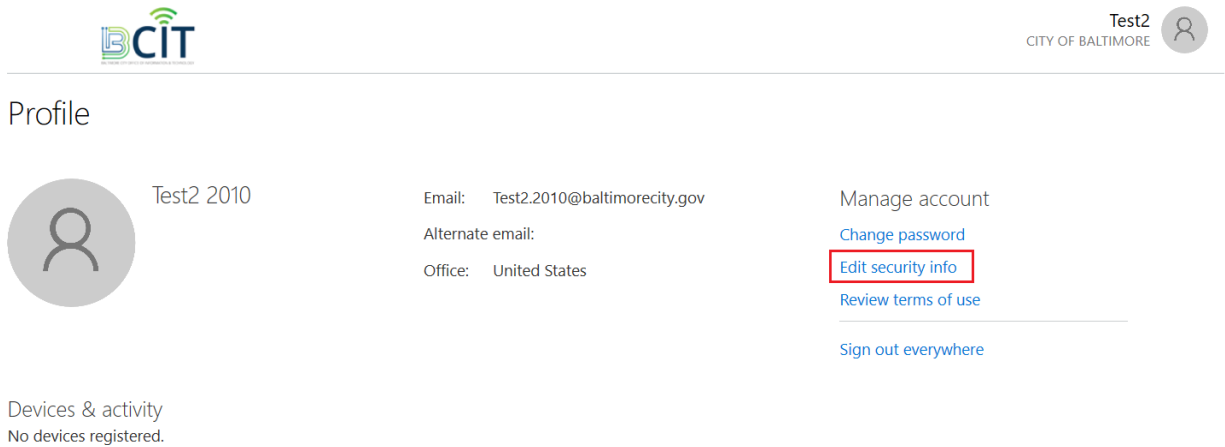 BCIT
Test2
CITY OF BALTIMORE
Profile
Test2 2010
Email: Test2.2010@baltimorecity.gov
Alternate email:
Office: United States
Manage account
Change password
Edit security info
Review terms of use
Sign out everywhere
Devices & activity
No devices registered.